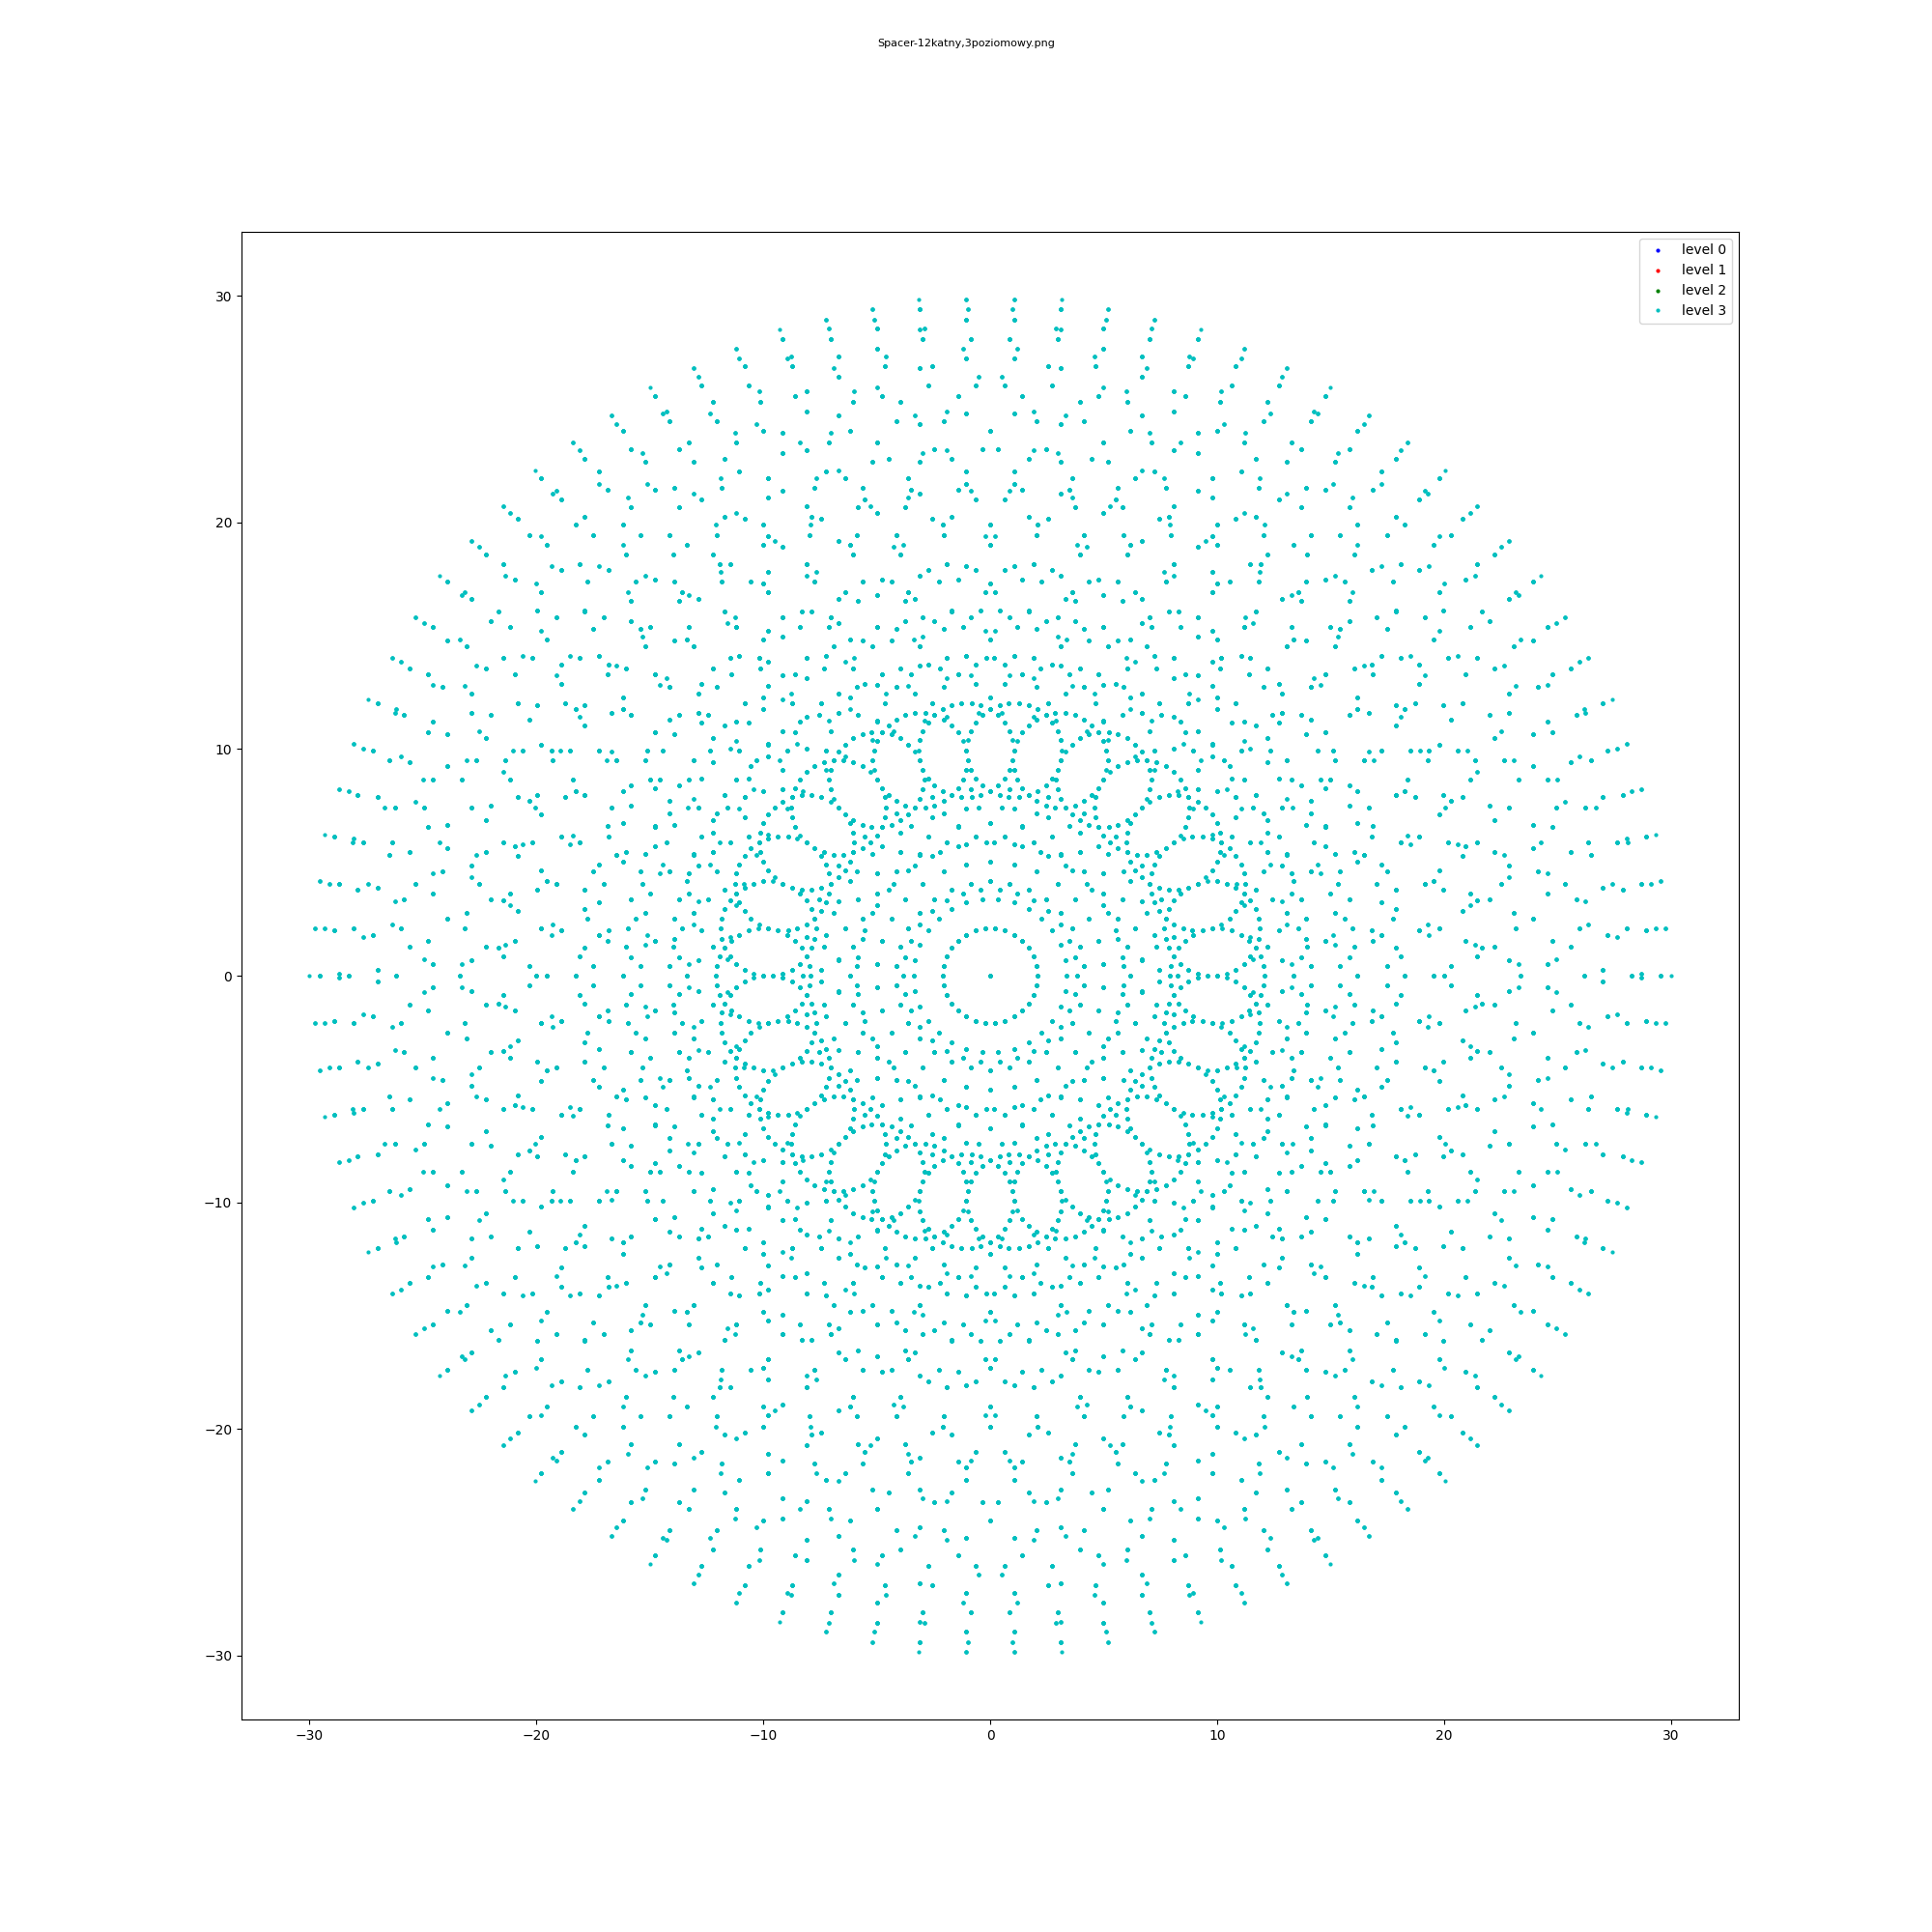 Spacer-12katny,3poziomowy.png
level 0
level 1
level 2
level 3
30
20
10
0
−10
−20
−30
−30 −20 −10 0 10 20 30